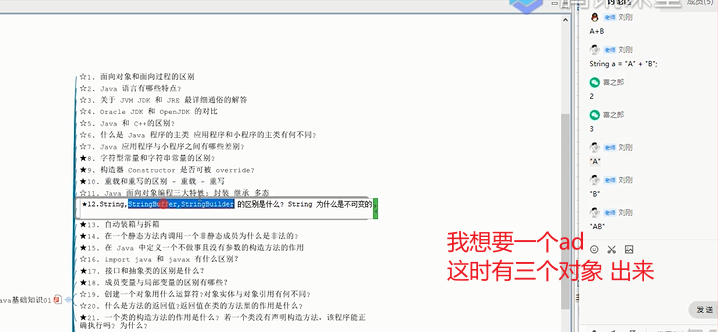 成员(5)
☆1. 面向对象和面向过程的区别
☆2. Java 语言有哪些特点?
☆3. 关于 JVM JDK 和 JRE 最详细通俗的解答
☆4. Oracle JDK 和 OpenJDK 的对比
☆5. Java 和 C++的区别?
☆6. 什么是 Java 程序的主类 应用程序和小程序的主类有何不同?
☆7. Java 应用程序与小程序之间有哪些差别?
★8. 字符型常量和字符串常量的区别?
★9. 构造器 Constructor 是否可被 override?
★10. 重载和重写的区别 - 重载 - 重写
☆11. Java 面向对象编程三大特性: 封装 继承 多态
★12.String,StringBuffer,StringBuilder 的区别是什么? String 为什么是不可变的?
★13. 自动装箱与拆箱
★14. 在一个静态方法内调用一个非静态成员为什么是非法的?
★15. 在 Java 中定义一个不做事且没有参数的构造方法的作用
☆16. import java 和 javax 有什么区别?
★17. 接口和抽象类的区别是什么?
★18. 成员变量与局部变量的区别有哪些?
☆19. 创建一个对象用什么运算符?对象实体与对象引用有何不同?
☆20. 什么是方法的返回值?返回值在类的方法里的作用是什么?
★21. 一个类的构造方法的作用是什么? 若一个类没有声明构造方法, 该程序能正
确执行吗? 为什么?
ava基础知识01
老师 刘刚
A+B
老师 刘刚
String a = "A" + "B";
喜之郎
2
喜之郎
3
老师 刘刚
"A"
老师 刘刚
"B"
老师 刘刚
"AB"
发送
我想要一个ad
这时有三个对象 出来